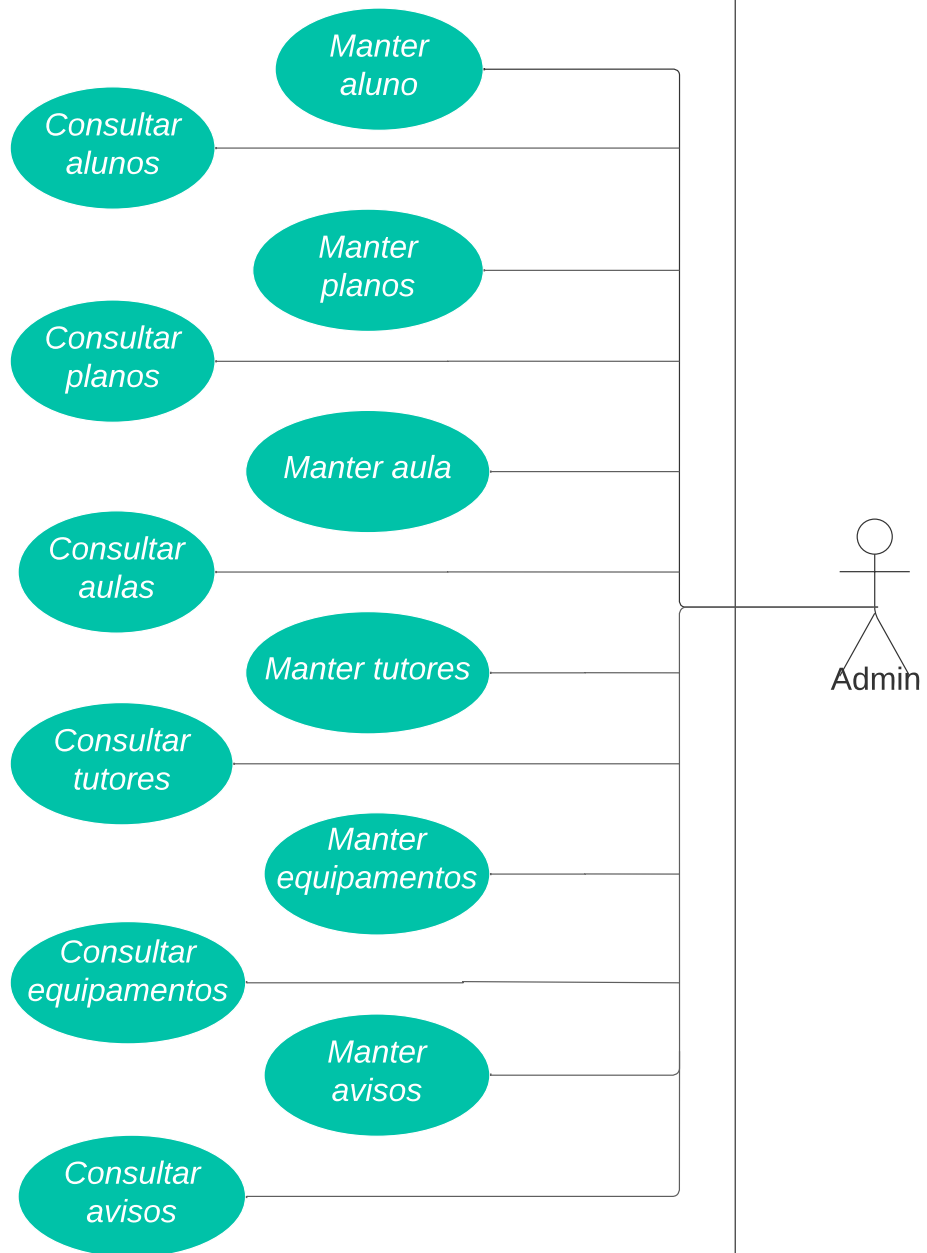 Manter
aluno
Consultar
alunos
Manter
planos
Consultar
planos
Manter aula
Consultar
aulas
Manter tutores
Admin
Consultar
tutores
Manter
equipamentos
Consultar
equipamentos
Manter
avisos
Consultar
avisos